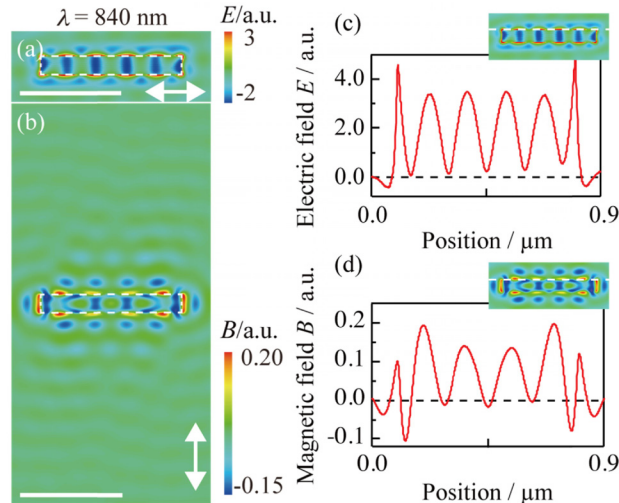 λ = 840 nm
E/a.u.
(a)
3
-2
(b)
B/a.u.
0.20
-0.15
(c)
Electric field E / a.u.
4.0
2.0
0.0
0.0
0.9
Position / µm
(d)
Magnetic field B / a.u.
0.2
0.1
0.0
-0.1
0.0
0.9
Position / µm